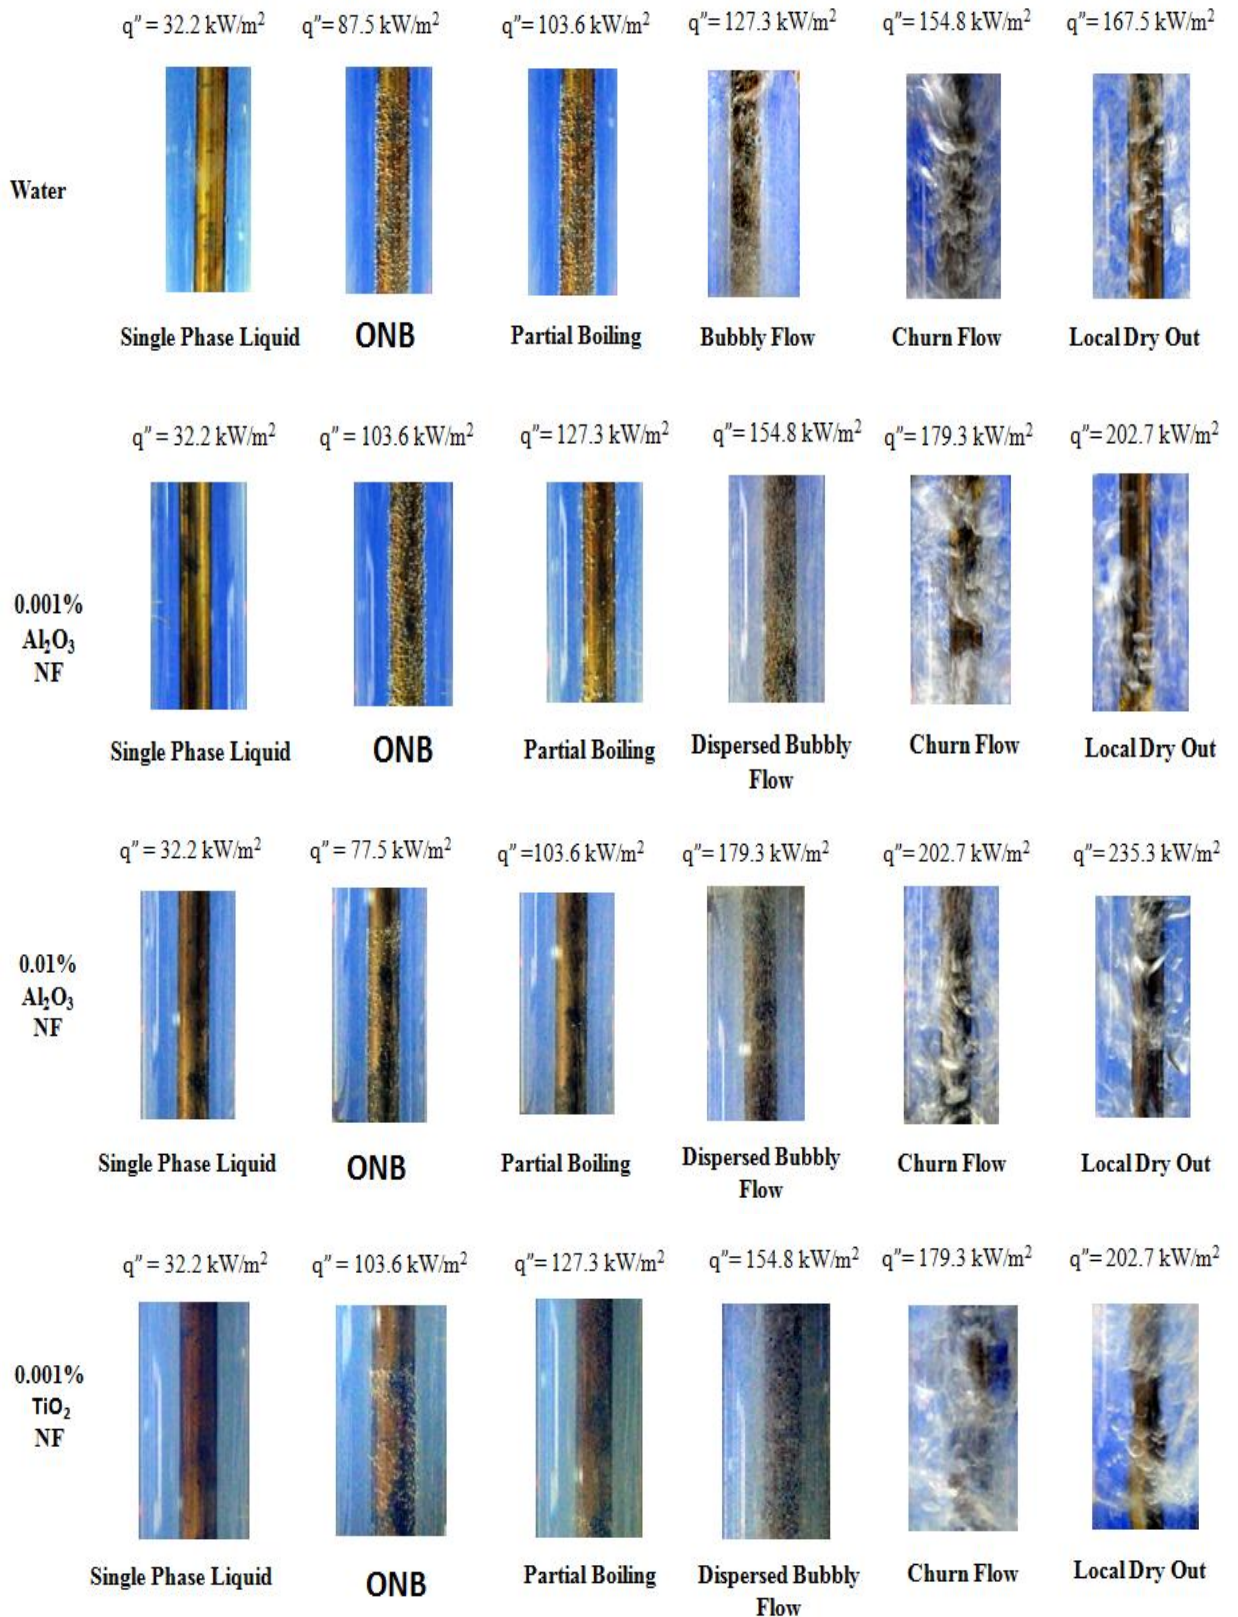 q″ = 32.2 kW/m² q″ = 87.5 kW/m² q″ = 103.6 kW/m² q″ = 127.3 kW/m² q″ = 154.8 kW/m² q″ = 167.5 kW/m²
Water
Single Phase Liquid ONB Partial Boiling Bubbly Flow Churn Flow Local Dry Out
q″ = 32.2 kW/m² q″ = 103.6 kW/m² q″= 127.3 kW/m² q″= 154.8 kW/m² q″= 179.3 kW/m² q″= 202.7 kW/m²
0.001%
Al₂O₃
NF
Single Phase Liquid ONB Partial Boiling Dispersed Bubbly Churn Flow Local Dry Out
Flow
q″ = 32.2 kW/m² q″ = 77.5 kW/m² q″ =103.6 kW/m² q″= 179.3 kW/m² q″= 202.7 kW/m² q″= 235.3 kW/m²
0.01%
Al₂O₃
NF
Single Phase Liquid ONB Partial Boiling Dispersed Bubbly Churn Flow Local Dry Out
Flow
q″ = 32.2 kW/m² q″ = 103.6 kW/m² q″= 127.3 kW/m² q″= 154.8 kW/m² q″= 179.3 kW/m² q″= 202.7 kW/m²
0.001%
TiO₂
NF
Single Phase Liquid ONB Partial Boiling Dispersed Bubbly Churn Flow Local Dry Out
Flow